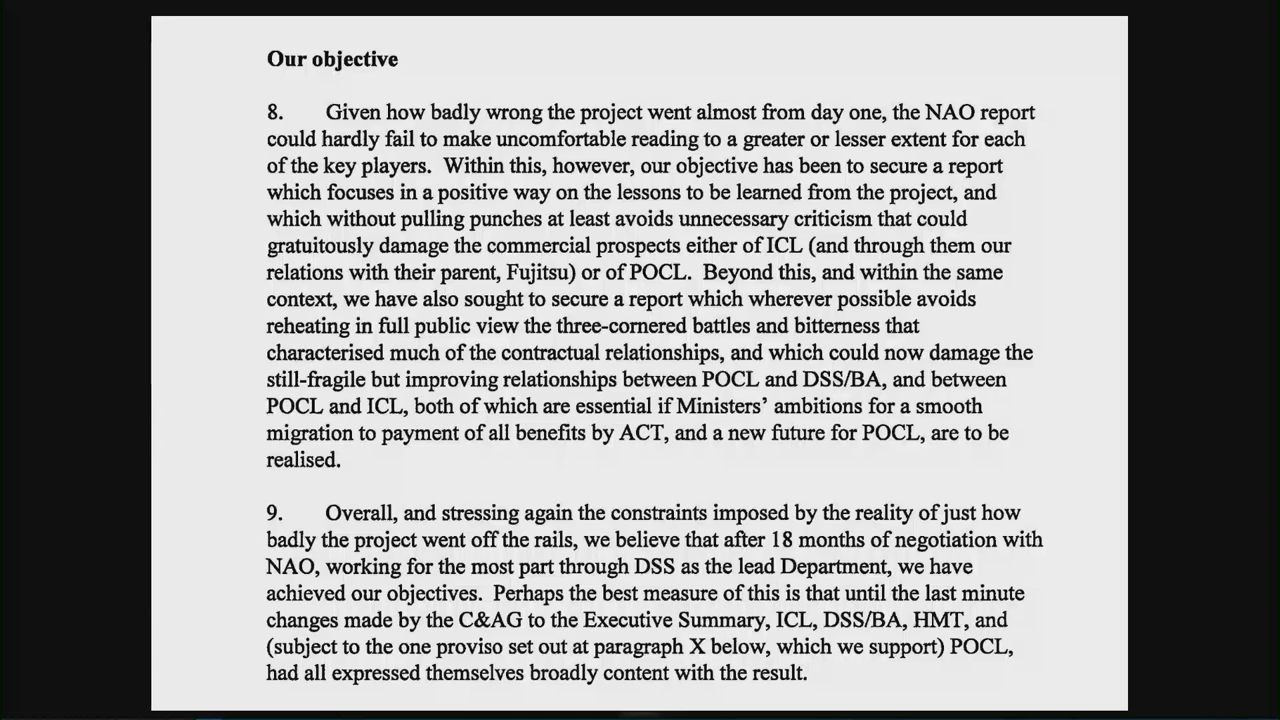 Our objective
8. Given how badly wrong the project went almost from day one, the NAO report
could hardly fail to make uncomfortable reading to a greater or lesser extent for each
of the key players. Within this, however, our objective has been to secure a report
which focuses in a positive way on the lessons to be learned from the project, and
which without pulling punches at least avoids unnecessary criticism that could
gratuitously damage the commercial prospects either of ICL (and through them our
relations with their parent, Fujitsu) or of POCL. Beyond this, and within the same
context, we have also sought to secure a report which wherever possible avoids
reheating in full public view the three-cornered battles and bitterness that
characterised much of the contractual relationships, and which could now damage the
still-fragile but improving relationships between POCL and DSS/BA, and between
POCL and ICL, both of which are essential if Ministers' ambitions for a smooth
migration to payment of all benefits by ACT, and a new future for POCL, are to be
realised.
9. Overall, and stressing again the constraints imposed by the reality of just how
badly the project went off the rails, we believe that after 18 months of negotiation with
NAO, working for the most part through DSS as the lead Department, we have
achieved our objectives. Perhaps the best measure of this is that until the last minute
changes made by the C&AG to the Executive Summary, ICL, DSS/BA, HMT, and
(subject to the one proviso set out at paragraph X below, which we support) POCL,
had all expressed themselves broadly content with the result.